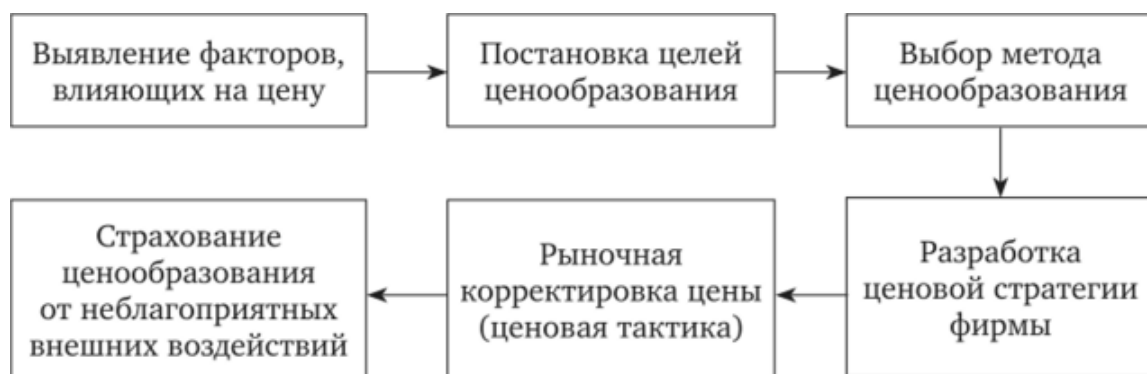 Выявление факторов,
влияющих на цену
Постановка целей
ценообразования
Выбор метода
ценообразования
Страхование
ценообразования
от неблагоприятных
внешних воздействий
Рыночная
корректировка цены
(ценовая тактика)
Разработка
ценовой стратегии
фирмы